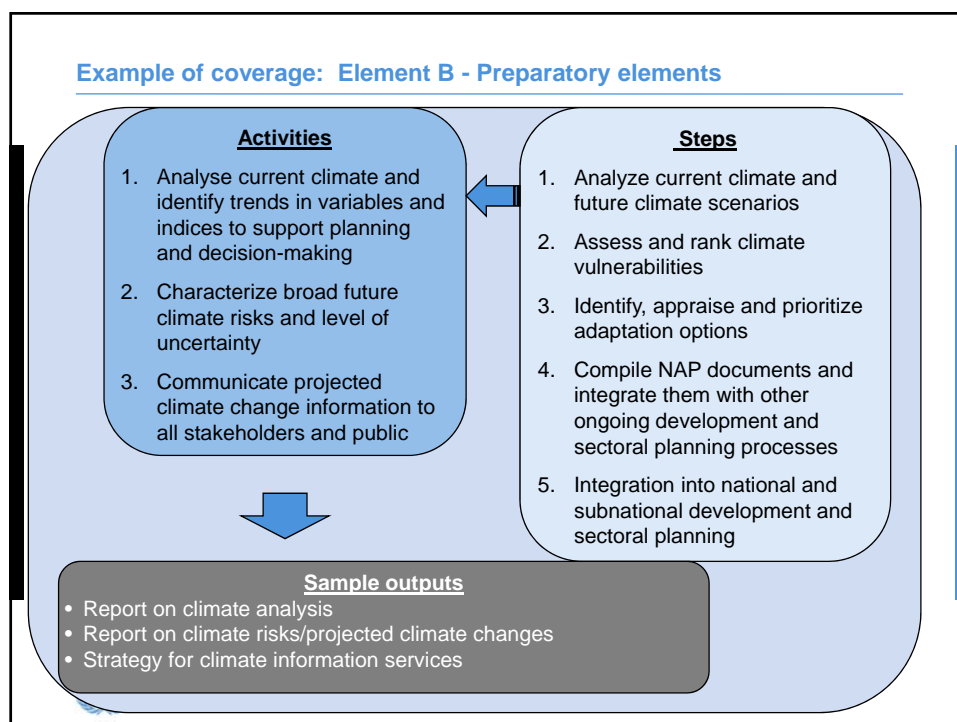 Example of coverage:  Element B - Preparatory elements
Activities
1. Analyse current climate and
identify trends in variables and
indices to support planning
and decision-making
2. Characterize broad future
climate risks and level of
uncertainty
3. Communicate projected
climate change information to
all stakeholders and public
Steps
1. Analyze current climate and
future climate scenarios
2. Assess and rank climate
vulnerabilities
3. Identify, appraise and prioritize
adaptation options
4. Compile NAP documents and
integrate them with other
ongoing development and
sectoral planning processes
5. Integration into national and
subnational development and
sectoral planning
Sample outputs
• Report on climate analysis
• Report on climate risks/projected climate changes
• Strategy for climate information services